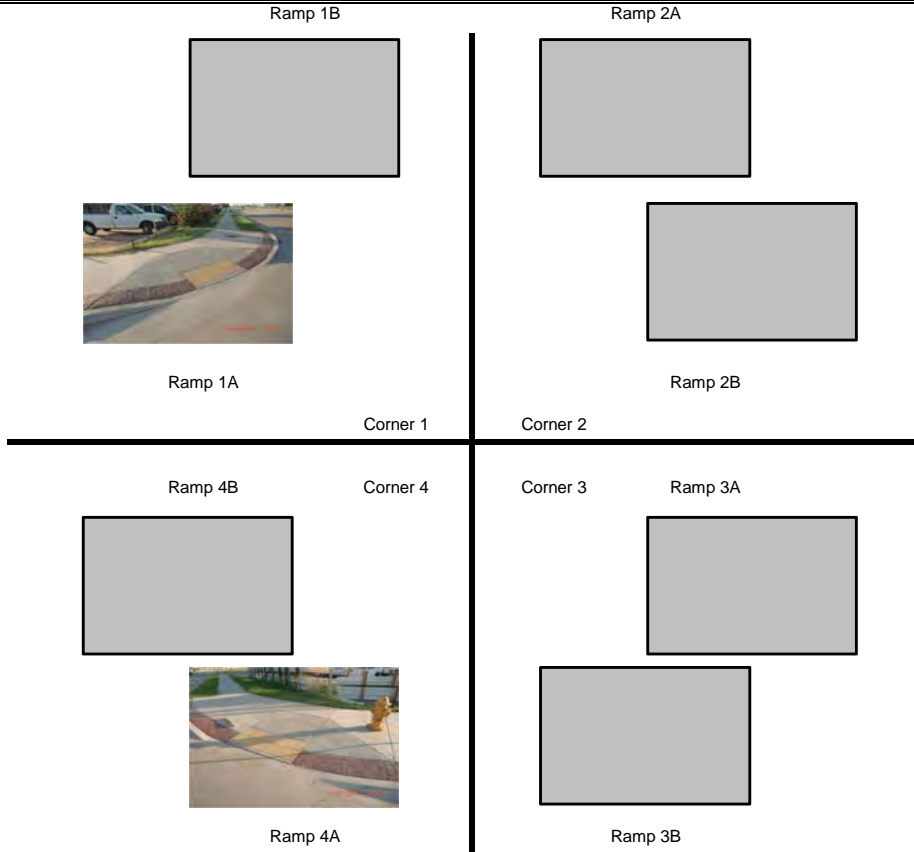 Ramp 1B Ramp 2A
Ramp 1A Ramp 2B
Corner 1 Corner 2
Ramp 4B Corner 4 Corner 3 Ramp 3A
Ramp 4A Ramp 3B